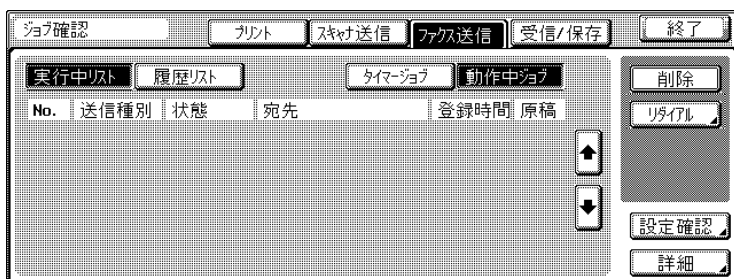 ジョブ確認 プリント スキャナ送信 ファクス送信 受信/保存 終了
実行中リスト 履歴リスト タイマージョブ 動作中ジョブ 削除
No. 送信種別 状態 宛先 登録時間 原稿 リダイアル
設定確認
詳細